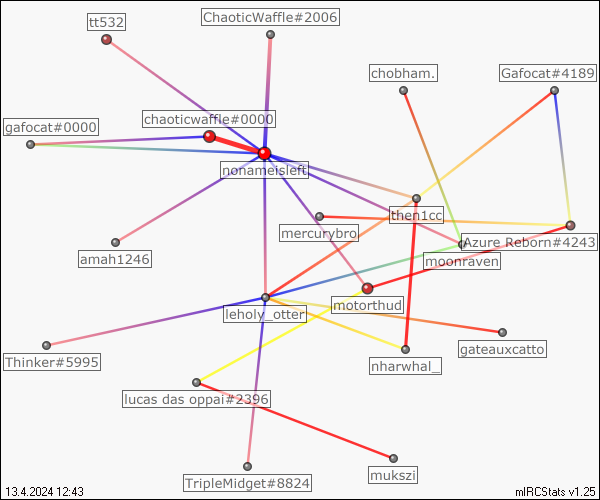 tt532
ChaoticWaffle#2006
chobham.
Gafocat#4189
chaoticwaffle#0000
gafocat#0000
nonameisleft
then1cc
mercurybro
Azure Reborn#4243
amah1246
moonraven
motorthud
leholy_otter
Thinker#5995
gateauxcatto
nharwhal_
lucas das oppai#2396
mukszi
TripleMidget#8824
13.4.2024 12:43
mIRCStats v1.25